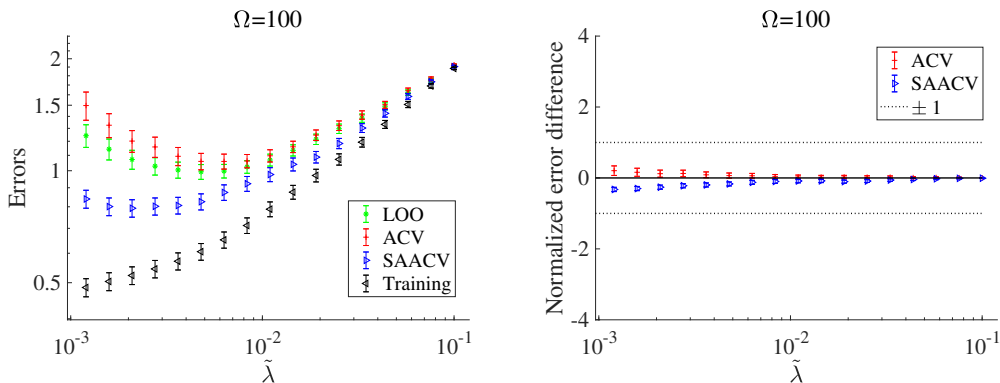 Ω=100
Errors
2
1.5
1
0.5
LOO
ACV
SAACV
Training
10⁻³
10⁻²
10⁻¹
λ̃
Ω=100
Normalized error difference
4
2
0
-2
-4
ACV
SAACV
± 1
10⁻³
10⁻²
10⁻¹
λ̃